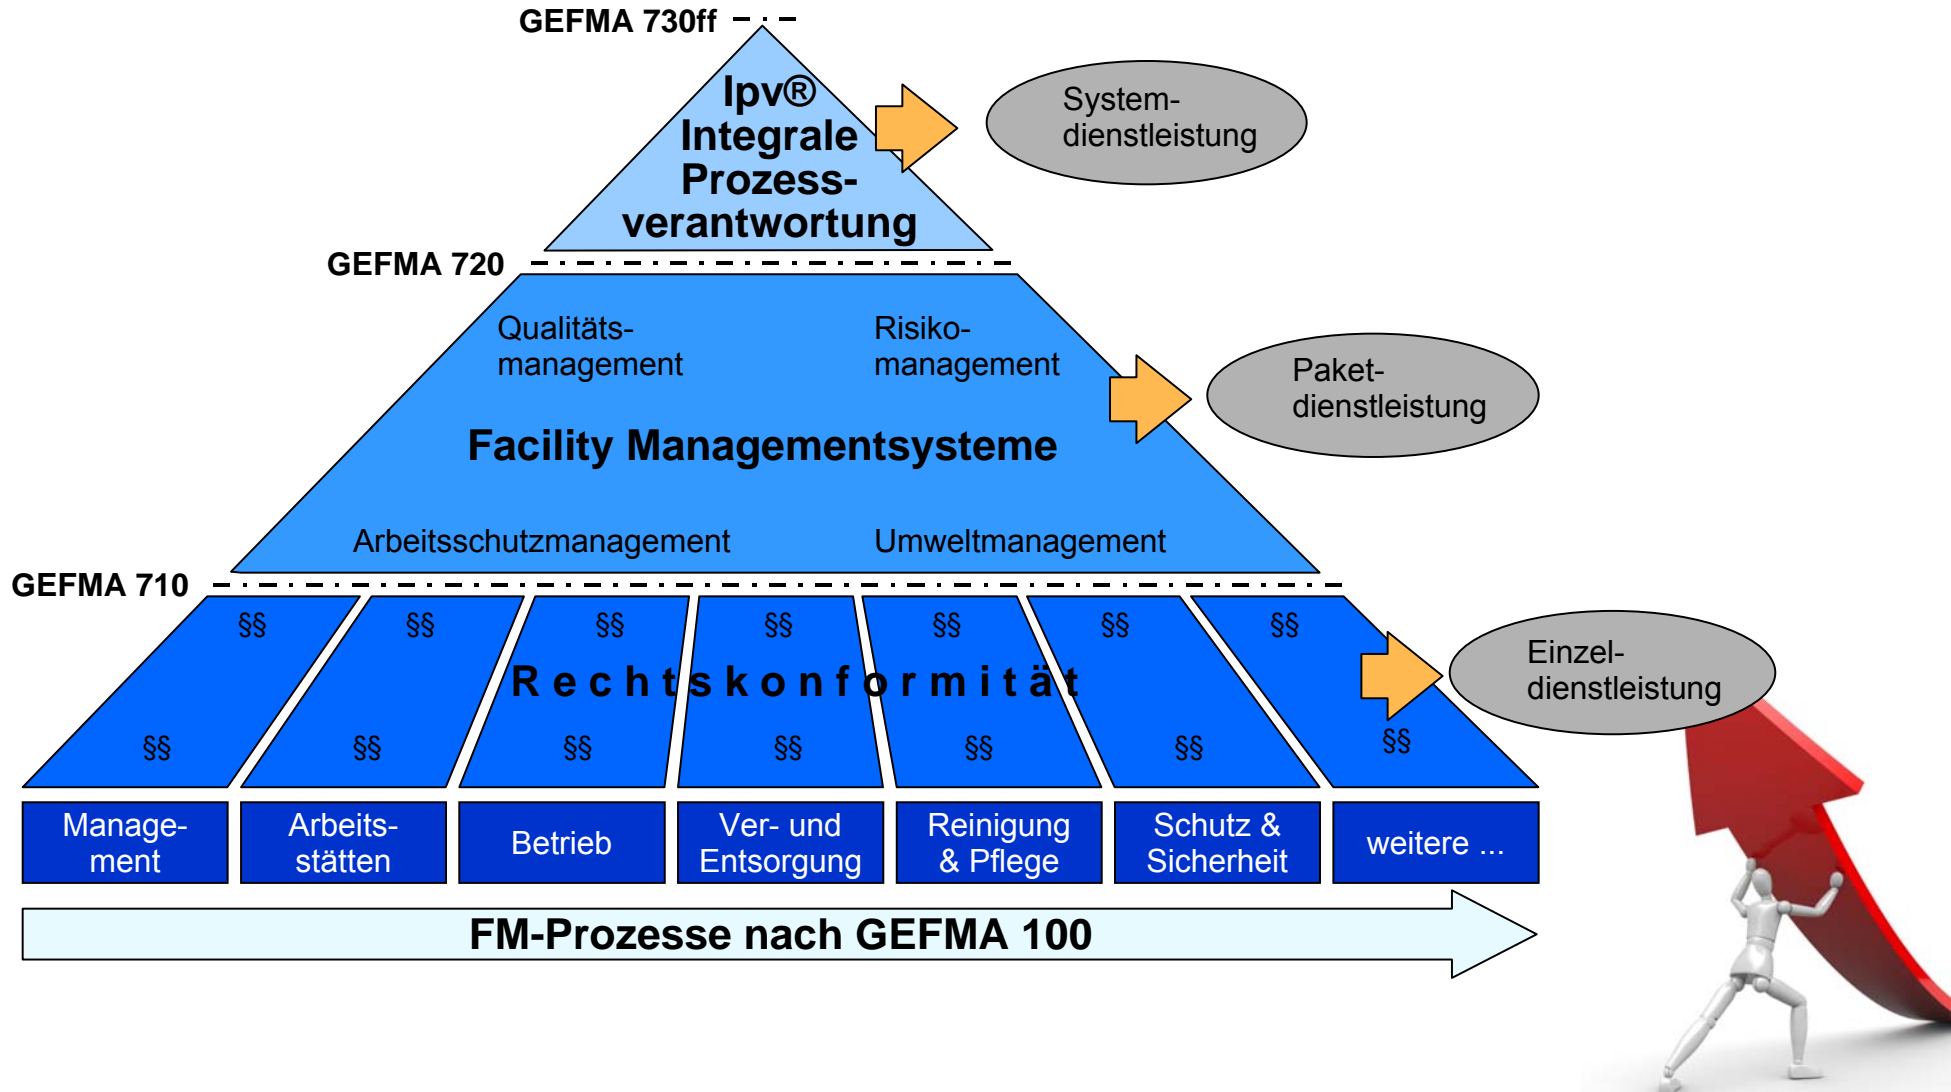 GEFMA 730ff
Ipv®
Integrale
Prozess-
verantwortung
System-
dienstleistung
GEFMA 720
Qualitäts-
management
Risiko-
management
Paket-
dienstleistung
Facility Managementsysteme
Arbeitsschutzmanagement
Umweltmanagement
GEFMA 710
§§ §§ §§ §§ §§ §§ §§
Rechtskonformität
Einzel-
dienstleistung
§§ §§ §§ §§ §§ §§ §§
Manage-
ment
Arbeits-
stätten
Betrieb
Ver- und
Entsorgung
Reinigung
& Pflege
Schutz &
Sicherheit
weitere ...
FM-Prozesse nach GEFMA 100